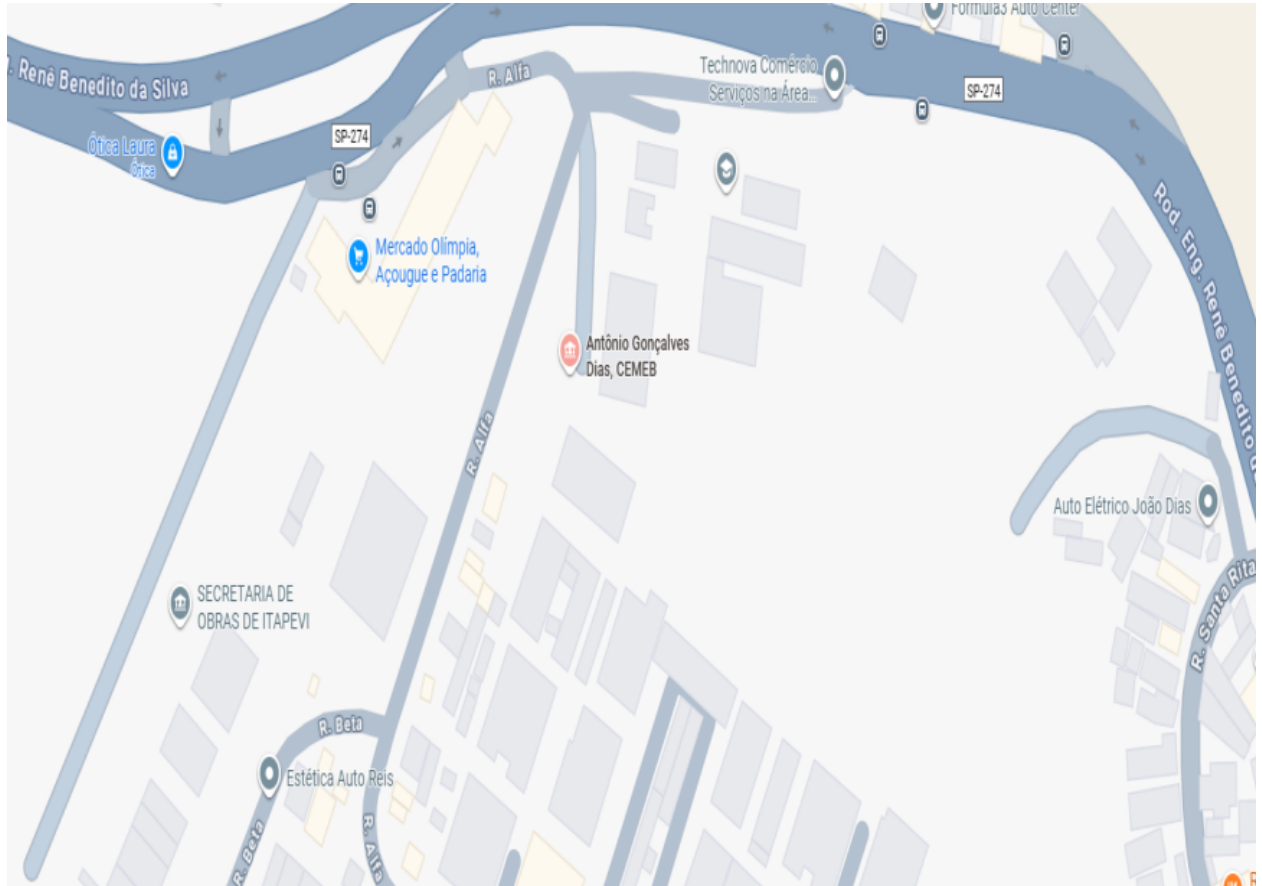 Formula3 Auto Center
. Renê Benedito da Silva
R. Alfa
Technova Comércio
Serviços na Área...
SP-274
SP-274
Ótica Laura
Ótica
Rod. Eng. Renê Benedito d
Mercado Olímpia,
Açougue e Padaria
Antônio Gonçalves
Dias, CEMEB
R. Alfa
Auto Elétrico João Dias
SECRETARIA DE
OBRAS DE ITAPEVI
R. Santa Rita
R. Beta
Estética Auto Reis
R. Beta
R. Alfa
R